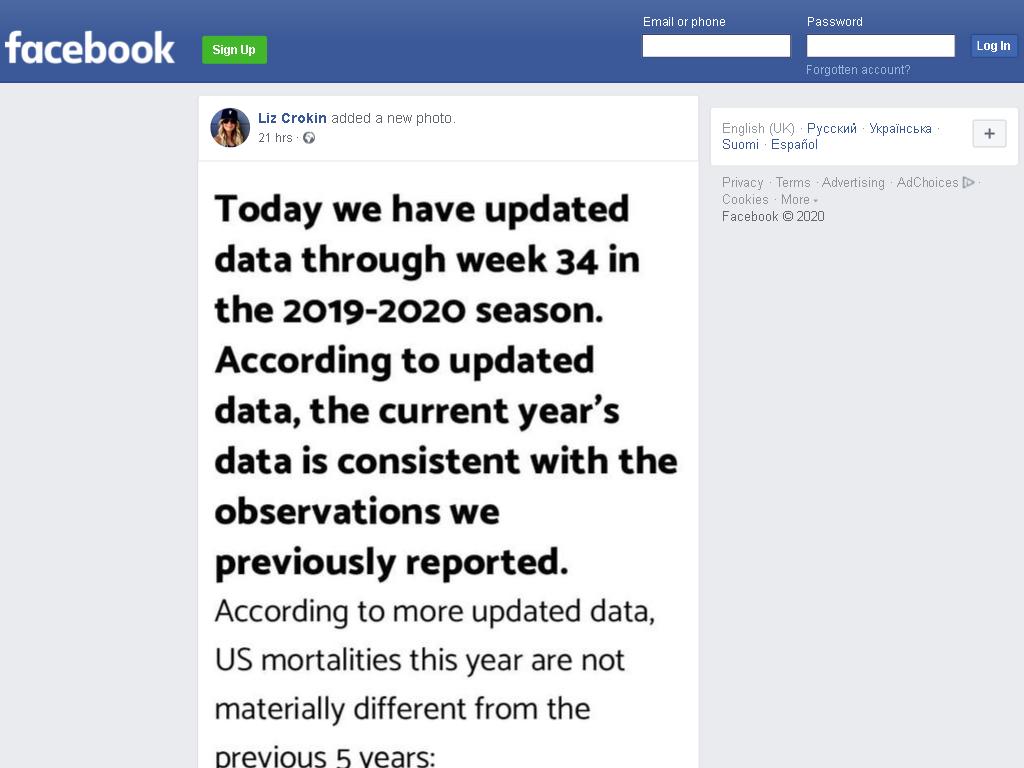 facebook
Sign Up
Email or phone
Password
Log In
Forgotten account?
Liz Crokin added a new photo.
21 hrs ·
Today we have updated
data through week 34 in
the 2019-2020 season.
According to updated
data, the current year’s
data is consistent with the
observations we
previously reported.
According to more updated data,
US mortalities this year are not
materially different from the
previous 5 years:
English (UK) · Русский · Українська ·
Suomi · Español
+
Privacy · Terms · Advertising · AdChoices ·
Cookies · More
Facebook © 2020